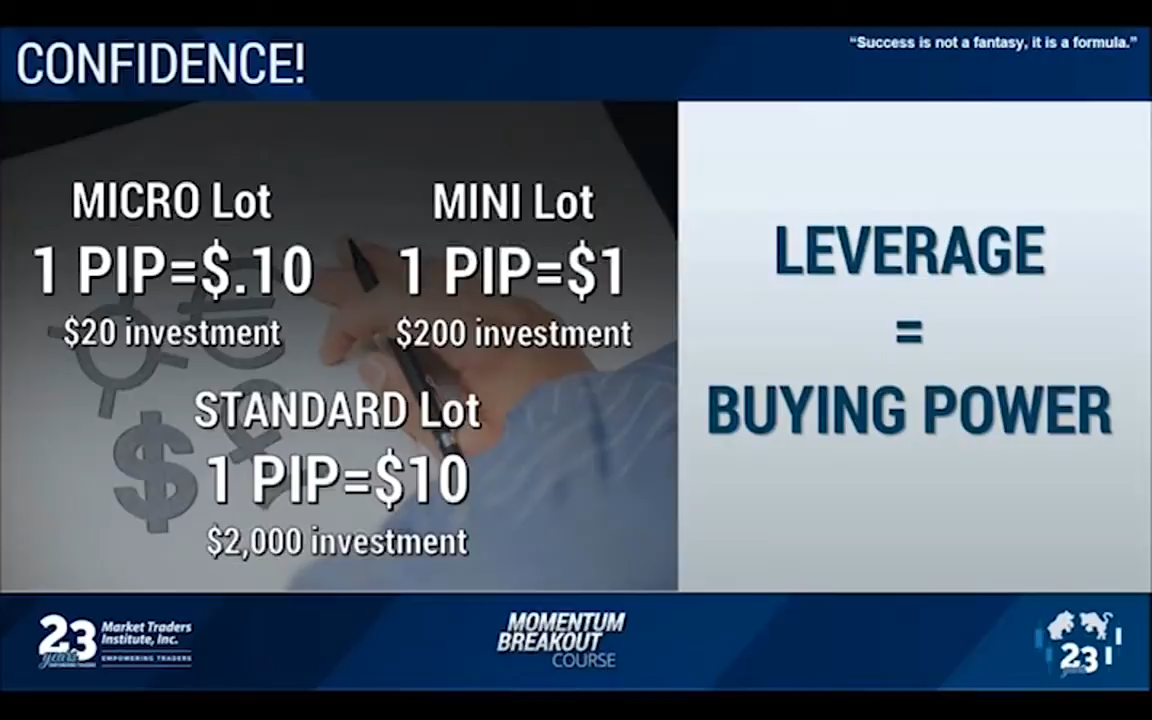 CONFIDENCE!
“Success is not a fantasy, it is a formula.”
MICRO Lot
1 PIP=$.10
$20 investment
MINI Lot
1 PIP=$1
$200 investment
STANDARD Lot
1 PIP=$10
$2,000 investment
LEVERAGE
=
BUYING POWER
23
years
Market Traders
Institute, Inc.
EMPOWERING TRADERS
MOMENTUM
BREAKOUT
COURSE
23